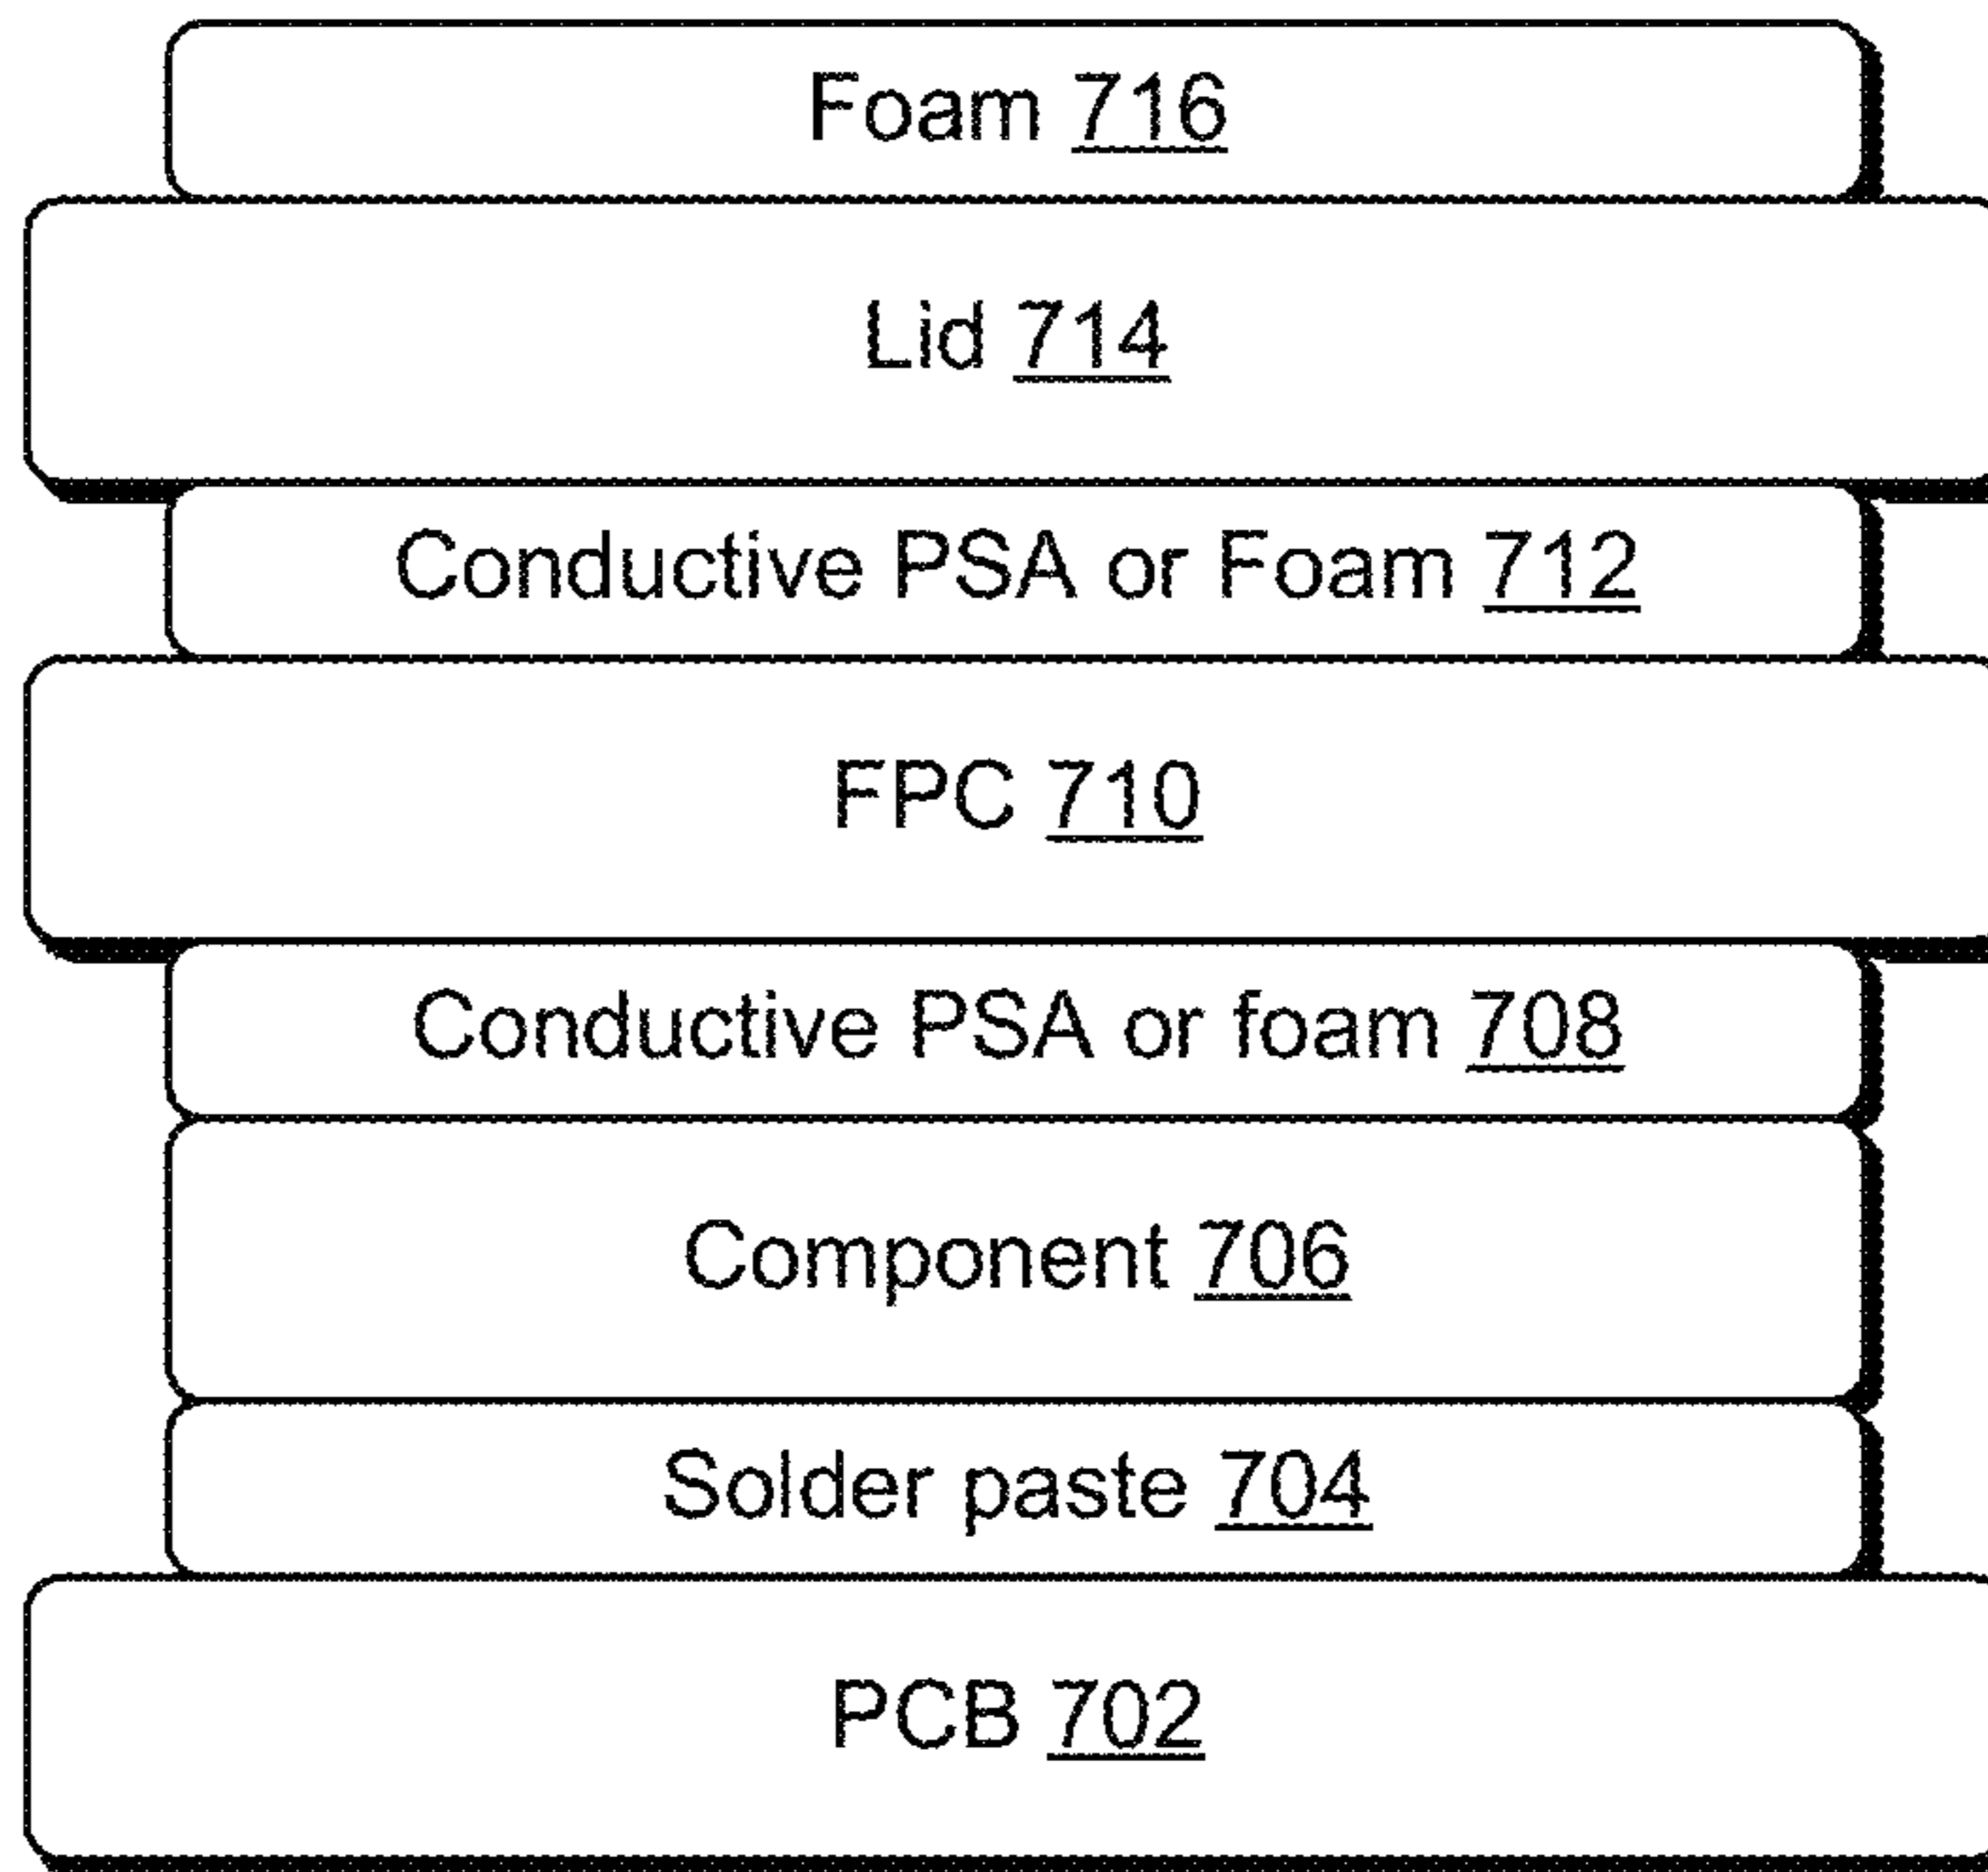 Foam 716
Lid 714
Conductive PSA or Foam 712
FPC 710
Conductive PSA or foam 708
Component 706
Solder paste 704
PCB 702